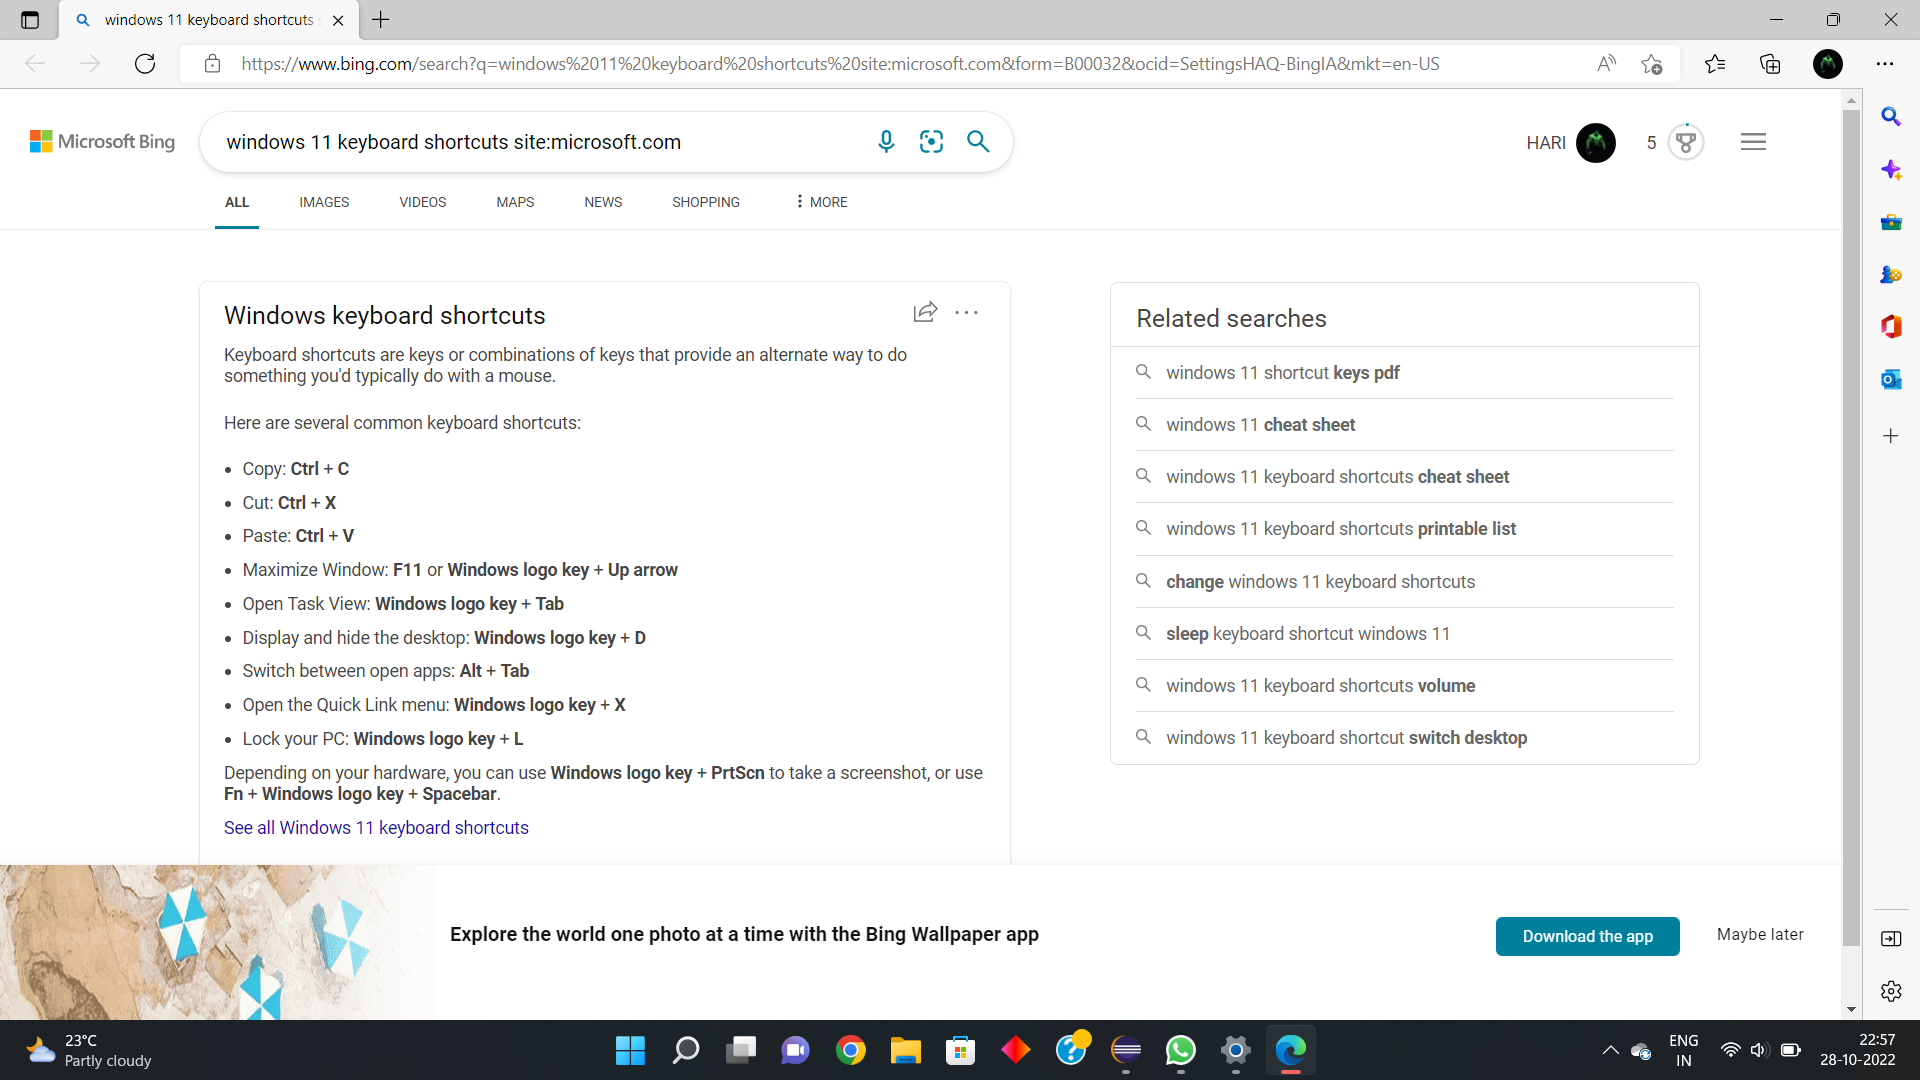 windows 11 keyboard shortcuts s
https://www.bing.com/search?q=windows%2011%20keyboard%20shortcuts%20site:microsoft.com&form=B00032&ocid=SettingsHAQ-BingIA&mkt=en-US
Microsoft Bing
windows 11 keyboard shortcuts site:microsoft.com
HARI
5
ALL IMAGES VIDEOS MAPS NEWS SHOPPING MORE
Windows keyboard shortcuts
Keyboard shortcuts are keys or combinations of keys that provide an alternate way to do
something you'd typically do with a mouse.
Here are several common keyboard shortcuts:
• Copy: Ctrl + C
• Cut: Ctrl + X
• Paste: Ctrl + V
• Maximize Window: F11 or Windows logo key + Up arrow
• Open Task View: Windows logo key + Tab
• Display and hide the desktop: Windows logo key + D
• Switch between open apps: Alt + Tab
• Open the Quick Link menu: Windows logo key + X
• Lock your PC: Windows logo key + L
Depending on your hardware, you can use Windows logo key + PrtScn to take a screenshot, or use
Fn + Windows logo key + Spacebar.
See all Windows 11 keyboard shortcuts
Related searches
windows 11 shortcut keys pdf
windows 11 cheat sheet
windows 11 keyboard shortcuts cheat sheet
windows 11 keyboard shortcuts printable list
change windows 11 keyboard shortcuts
sleep keyboard shortcut windows 11
windows 11 keyboard shortcuts volume
windows 11 keyboard shortcut switch desktop
Explore the world one photo at a time with the Bing Wallpaper app
Download the app
Maybe later
23°C
Partly cloudy
ENG
IN
22:57
28-10-2022